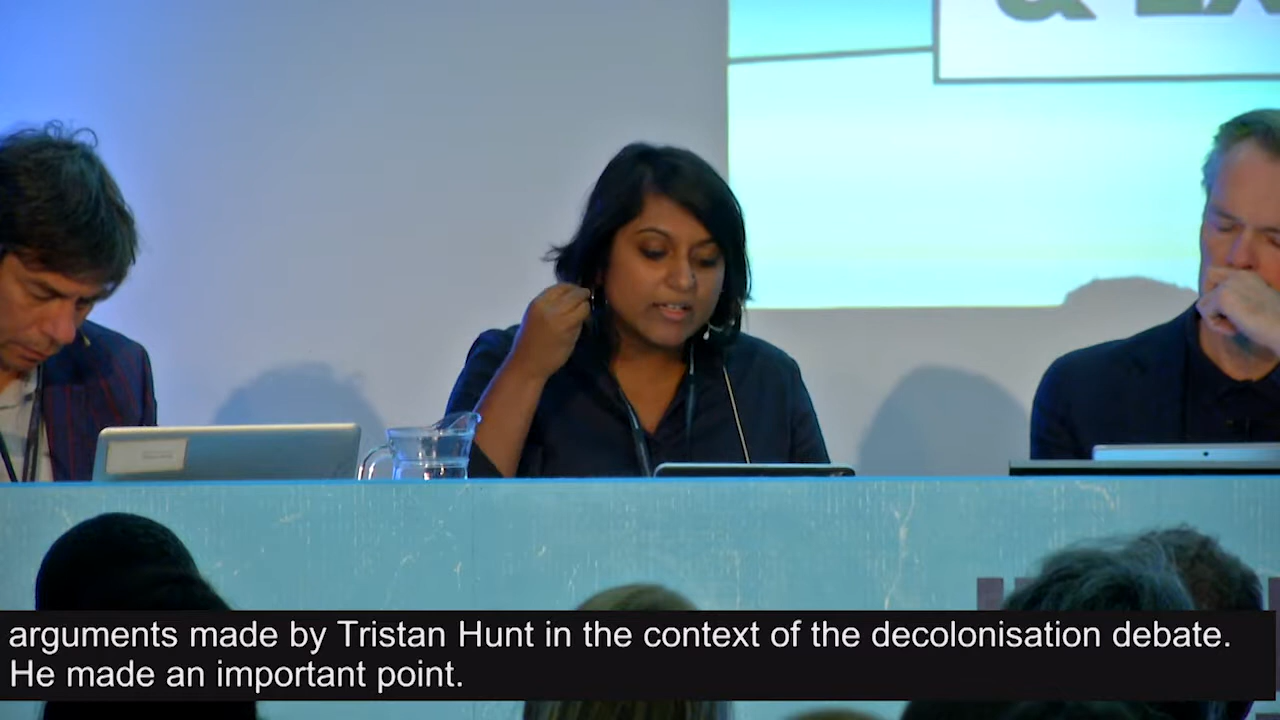 arguments made by Tristan Hunt in the context of the decolonisation debate.
He made an important point.